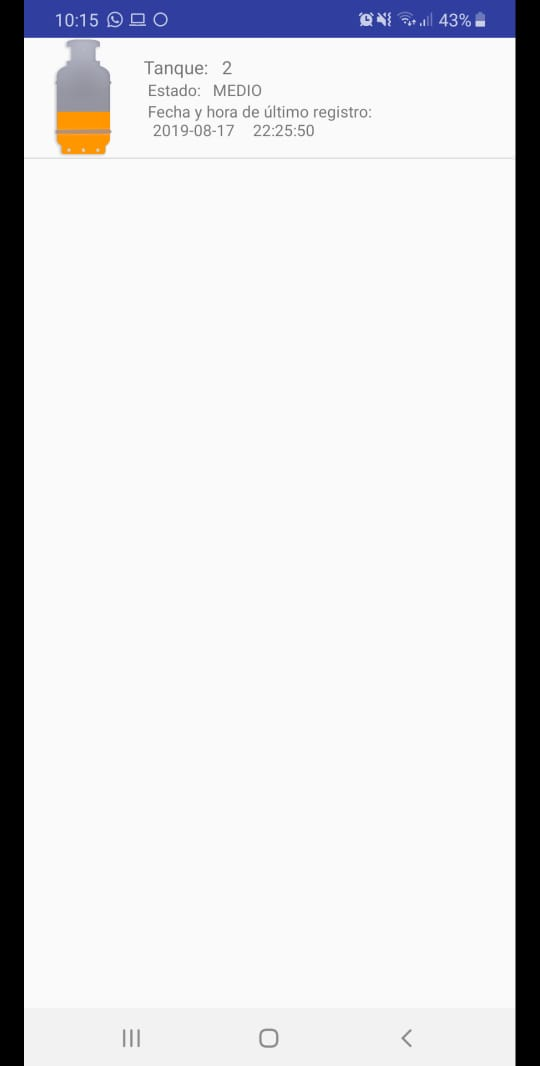 10:15 43%
Tanque: 2
Estado: MEDIO
Fecha y hora de último registro:
2019-08-17 22:25:50